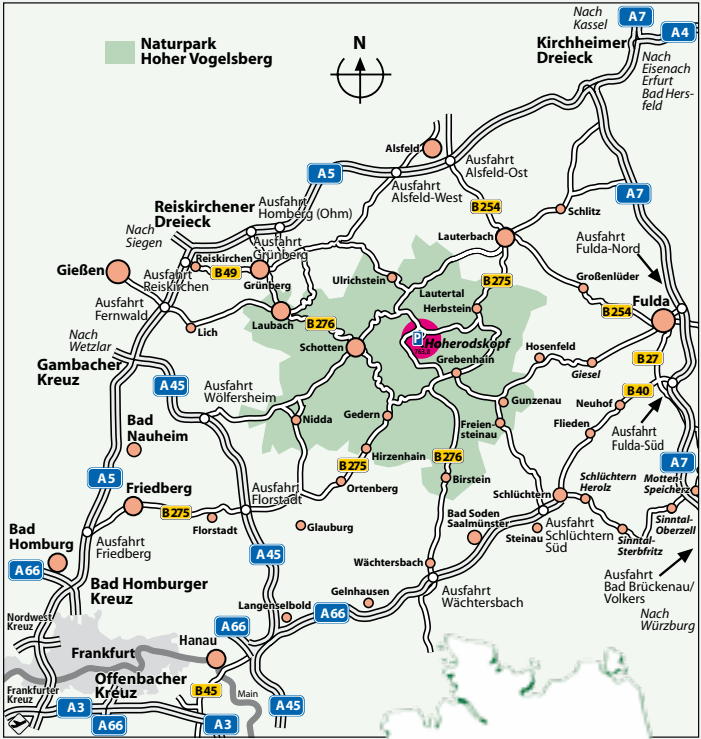 Naturpark
Hoher Vogelsberg
N
Nach
Kassel
A7
A4
Kirchheimer
Dreieck
Nach
Eisenach
Erfurt
Bad Hers-
feld
Alsfeld
Ausfahrt
Alsfeld-Ost
A5
Ausfahrt
Alsfeld-West
A7
B254
Schlitz
Reiskirchener
Dreieck
Ausfahrt
Homberg (Ohm)
Nach
Siegen
Lauterbach
Ausfahrt
Fulda-Nord
Ausfahrt
Grünberg
Reiskirchen
B49
Gießen
Ausfahrt
Reiskirchen
Grünberg
Ulrichstein
B275
Großenlüder
Lautertal
Herbstein
Fulda
B254
Ausfahrt
Fernwald
Lich
Laubach
B276
Nach
Wetzlar
Schotten
P
Hoherodskopf
Hosenfeld
Grebenhain
Giesel
B27
Gambacher
Kreuz
A45
Ausfahrt
Wölfersheim
B40
Gunzenau
Neuhof
Bad
Nauheim
Nidda
Gedern
Freien-
steinau
Flieden
Ausfahrt
Fulda-Süd
Hirzenhain
B275
B276
A7
A5
Friedberg
Ausfahrt
Florstadt
Ortenberg
Birstein
Schlüchtern
Schlüchtern
Herolz
Motten-
Speicherz
B275
Florstadt
Glauburg
Bad Soden
Saalmünster
Steinau
Ausfahrt
Schlüchtern
Süd
Sinntal-
Oberzell
Sinntal-
Sterbfritz
Bad
Homburg
Ausfahrt
Friedberg
A45
A66
Wächtersbach
Ausfahrt
Bad Brückenau/
Volkers
Bad Homburger
Kreuz
Gelnhausen
Ausfahrt
Wächtersbach
Langenselbold
A66
Nach
Würzburg
Nordwest
Kreuz
A66
Hanau
Frankfurt
Offenbacher
Kreuz
Frankfurter
Kreuz
B45
Main
A3
A66
A3
A45